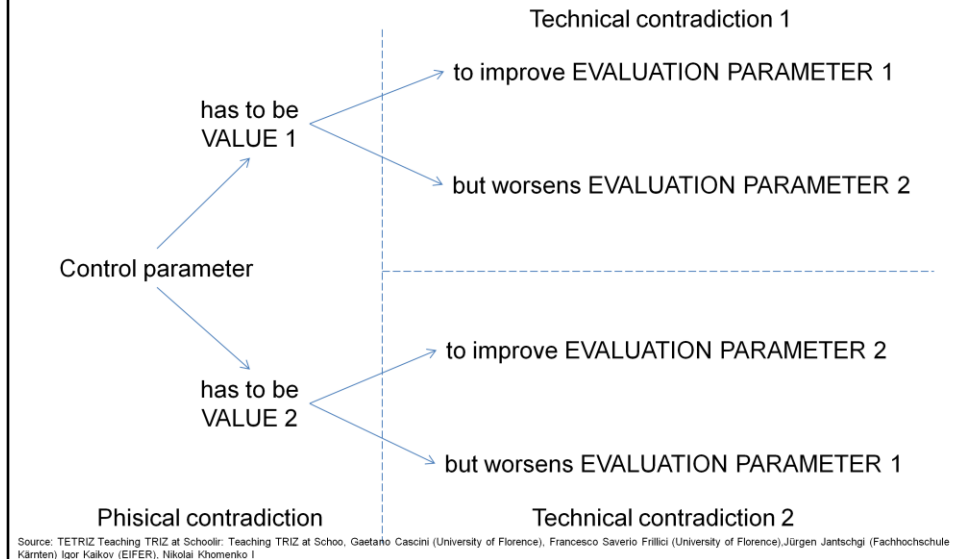 Technical contradiction 1
to improve EVALUATION PARAMETER 1
has to be
VALUE 1
but worsens EVALUATION PARAMETER 2
Control parameter
to improve EVALUATION PARAMETER 2
has to be
VALUE 2
but worsens EVALUATION PARAMETER 1
Phisical contradiction
Technical contradiction 2
Source: TETRIZ Teaching TRIZ at Schoolir: Teaching TRIZ at Schoo, Gaetano Cascini (University of Florence), Francesco Saverio Frillici (University of Florence),Jürgen Jantschgi (Fachhochschule
Kärnten) Igor Kaikov (EIFER), Nikolai Khomenko I